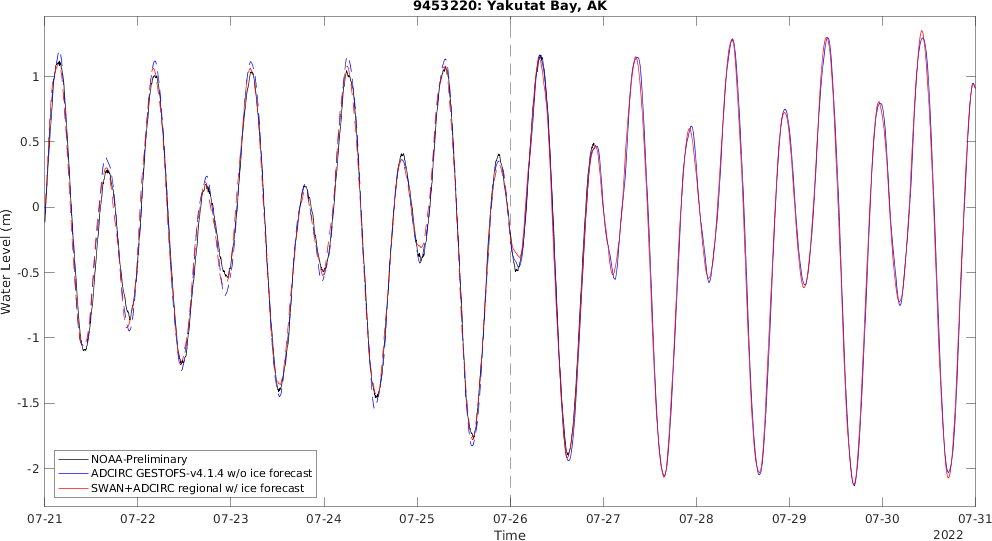 9453220: Yakutat Bay, AK
Water Level (m)
1
0.5
0
-0.5
-1
-1.5
-2
NOAA-Preliminary
ADCIRC GESTOFS-v4.1.4 w/o ice forecast
SWAN+ADCIRC regional w/ ice forecast
07-21 07-22 07-23 07-24 07-25 07-26 07-27 07-28 07-29 07-30 07-31
Time
2022